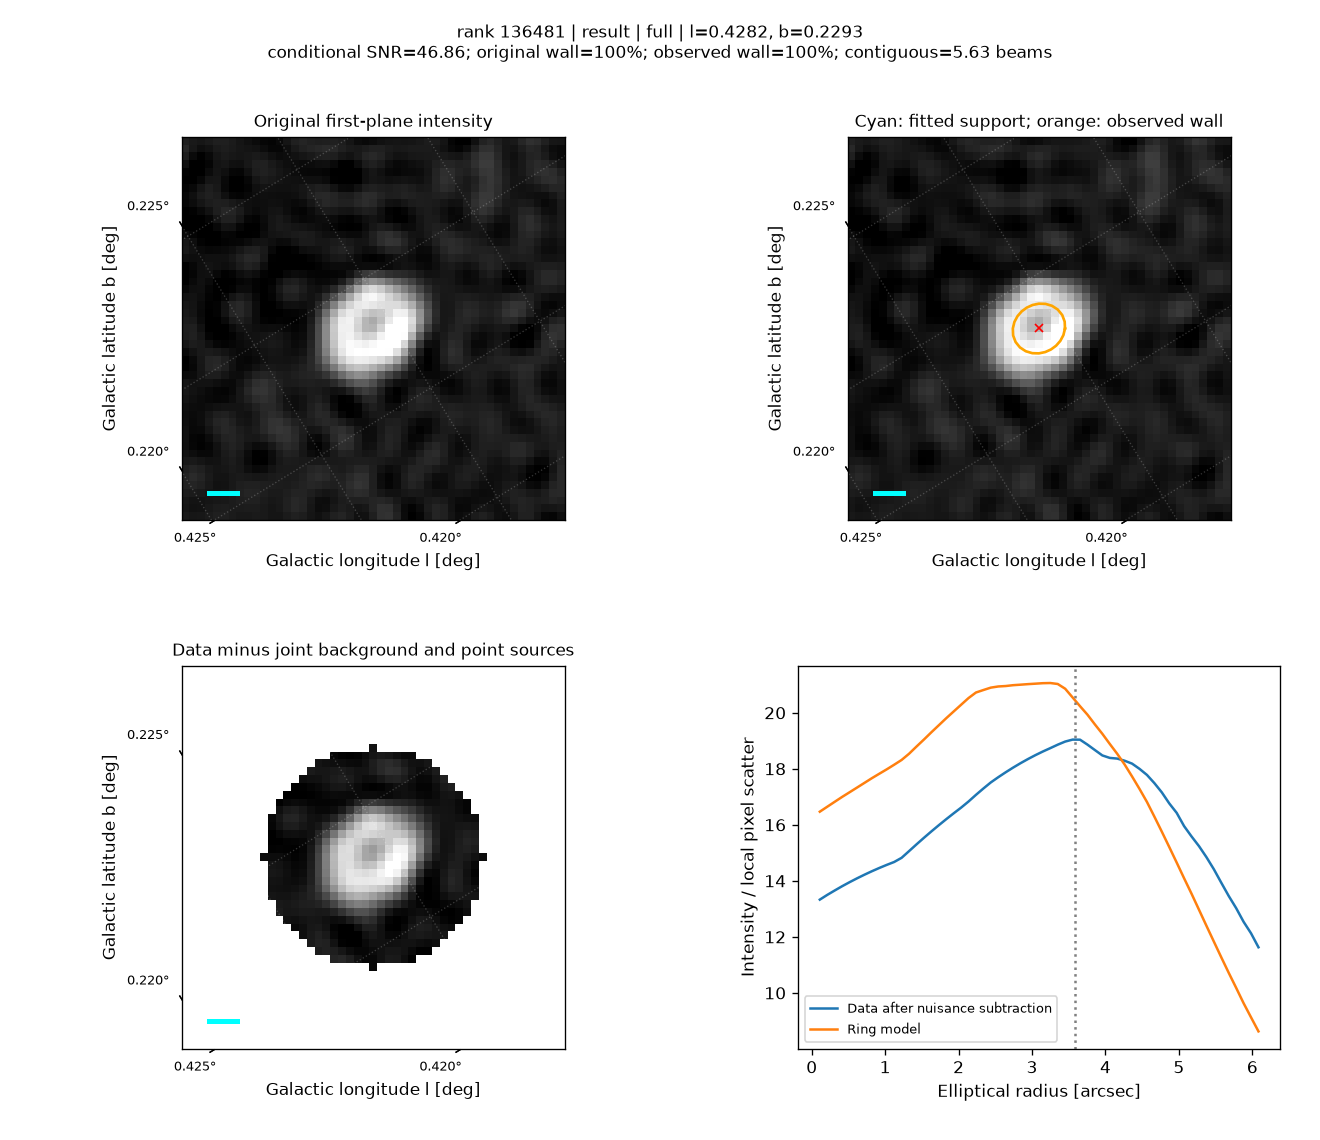 rank 136481 | result | full | l=0.4282, b=0.2293
conditional SNR=46.86; original wall=100%; observed wall=100%; contiguous=5.63 beams
Original first-plane intensity
Cyan: fitted support; orange: observed wall
0.225°
0.220°
0.425°
0.420°
Galactic latitude b [deg]
Galactic longitude l [deg]
0.225°
0.220°
0.425°
0.420°
Galactic latitude b [deg]
Galactic longitude l [deg]
Data minus joint background and point sources
0.225°
0.220°
0.425°
0.420°
Galactic latitude b [deg]
Galactic longitude l [deg]
20
18
16
14
12
10
0 1 2 3 4 5 6
Intensity / local pixel scatter
Elliptical radius [arcsec]
Data after nuisance subtraction
Ring model